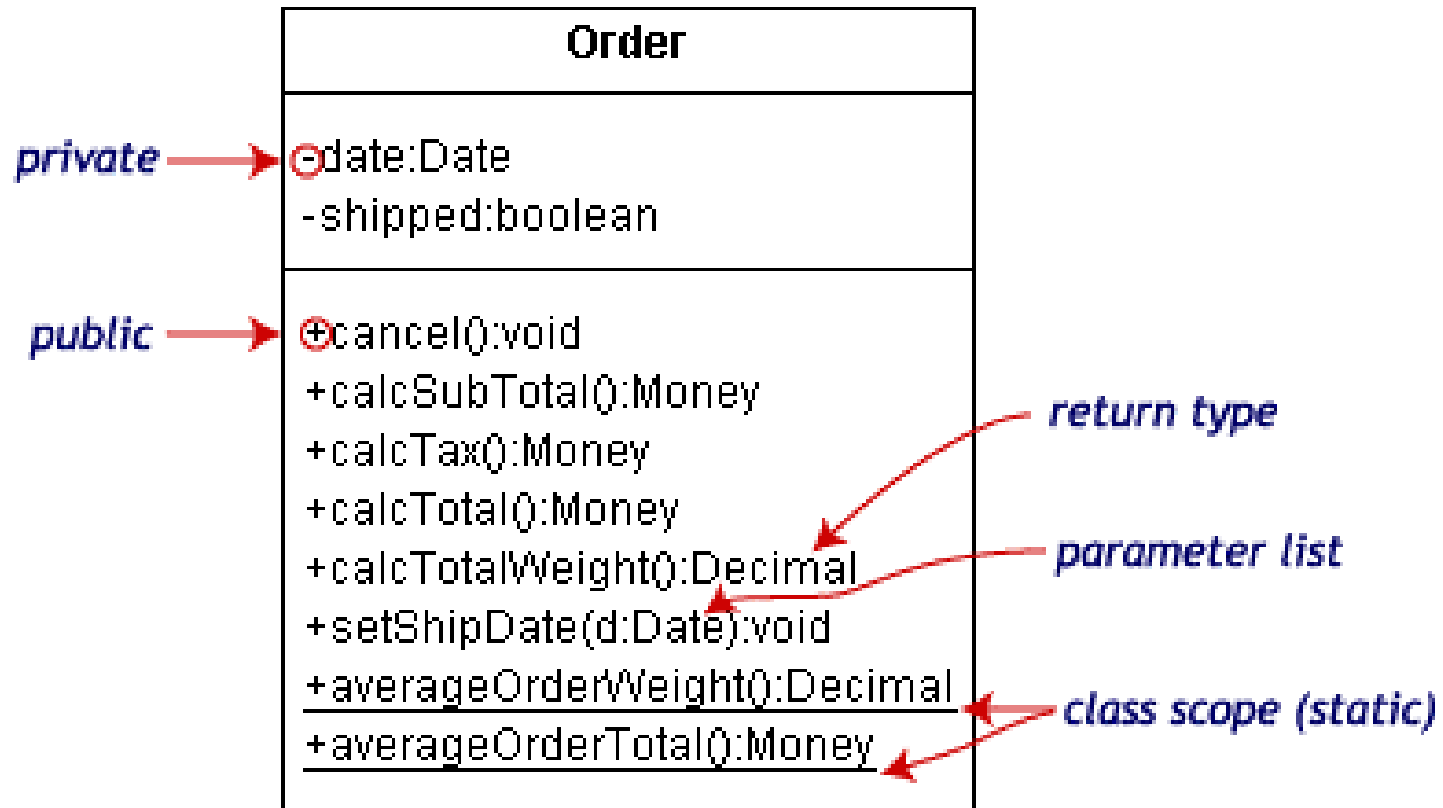 Order
private
-date:Date
-shipped:boolean
public
+cancel():void
+calcSubTotal():Money
return type
+calcTax():Money
+calcTotal():Money
parameter list
+calcTotalWeight():Decimal
+setShipDate(d:Date):void
+averageOrderWeight():Decimal
class scope (static)
+averageOrderTotal():Money